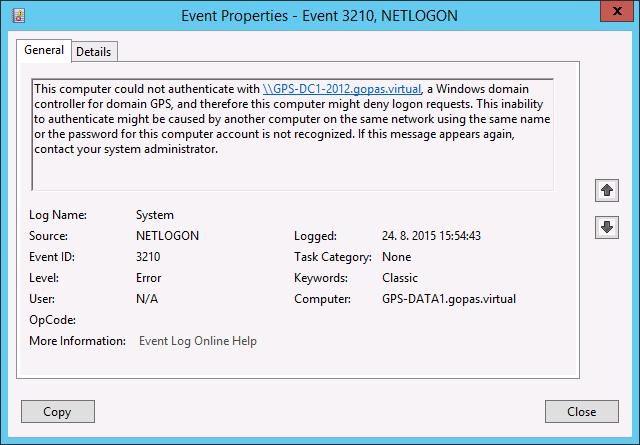 Event Properties - Event 3210, NETLOGON
x
General Details
This computer could not authenticate with \\GPS-DC1-2012.gopas.virtual, a Windows domain
controller for domain GPS, and therefore this computer might deny logon requests. This inability
to authenticate might be caused by another computer on the same network using the same name
or the password for this computer account is not recognized. If this message appears again,
contact your system administrator.
Log Name: System
Source: NETLOGON Logged: 24. 8. 2015 15:54:43
Event ID: 3210 Task Category: None
Level: Error Keywords: Classic
User: N/A Computer: GPS-DATA1.gopas.virtual
OpCode:
More Information: Event Log Online Help
Copy Close